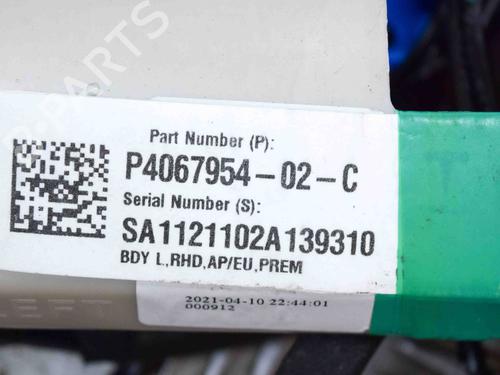 PARTS
Part Number (P):
P4067954-02-C
Serial Number (S):
SA1121102A139310
BDY L,RHD,AP/EU,PREM
LEFT
2021-04-10 22:44:01
000912